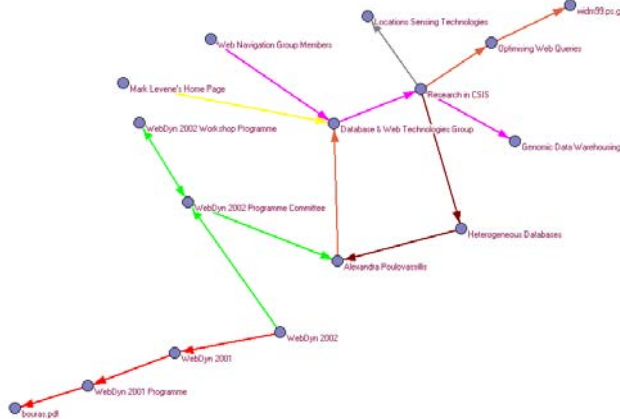 widm99.ps.g
Locations Sensing Technologies
Web Navigation Group Members
Optimising Web Queries
Mark Levene's Home Page
Research in CSIS
WebDyn 2002 Workshop Programme
Database & Web Technologies Group
Genomic Data Warehousing
WebDyn 2002 Programme Committee
Heterogeneous Databases
Alexandra Poulovassilis
WebDyn 2002
WebDyn 2001
WebDyn 2001 Programme
bouras.pdf